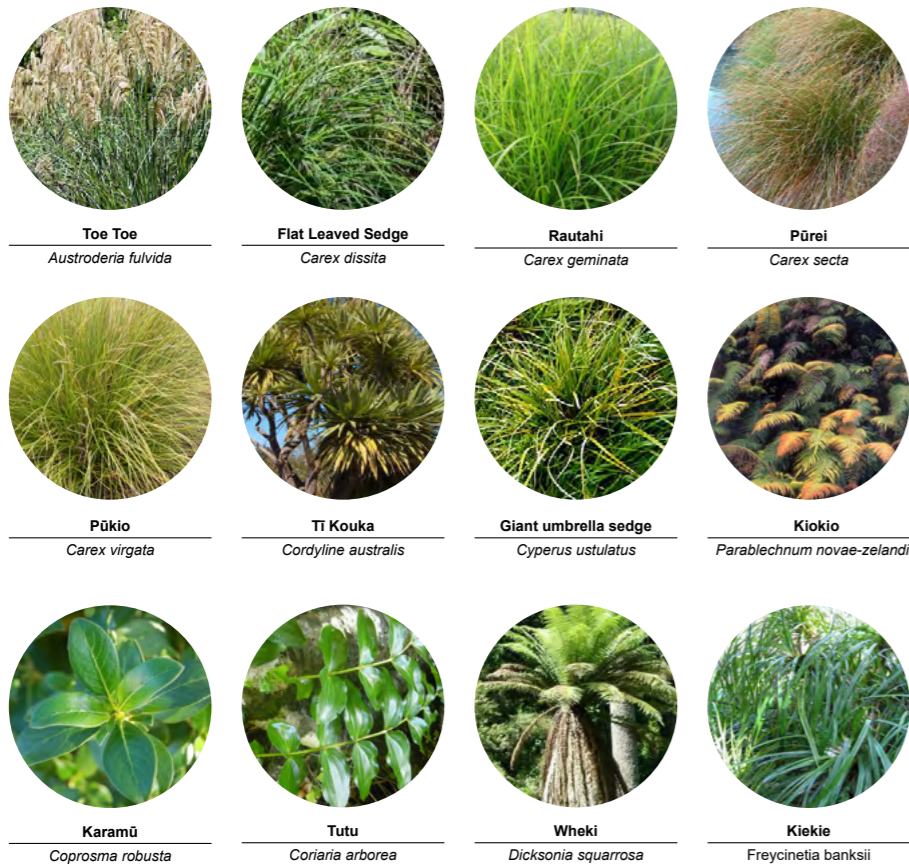 Toe Toe
Austroderia fulvida
Flat Leaved Sedge
Carex dissita
Rautahi
Carex geminata
Pūrei
Carex secta
Pūkio
Carex virgata
Tī Kouka
Cordyline australis
Giant umbrella sedge
Cyperus ustulatus
Kiokio
Parablechnum novae-zelandi
Karamū
Coprosma robusta
Tutu
Coriaria arborea
Wheki
Dicksonia squarrosa
Kiekie
Freycinetia banksii